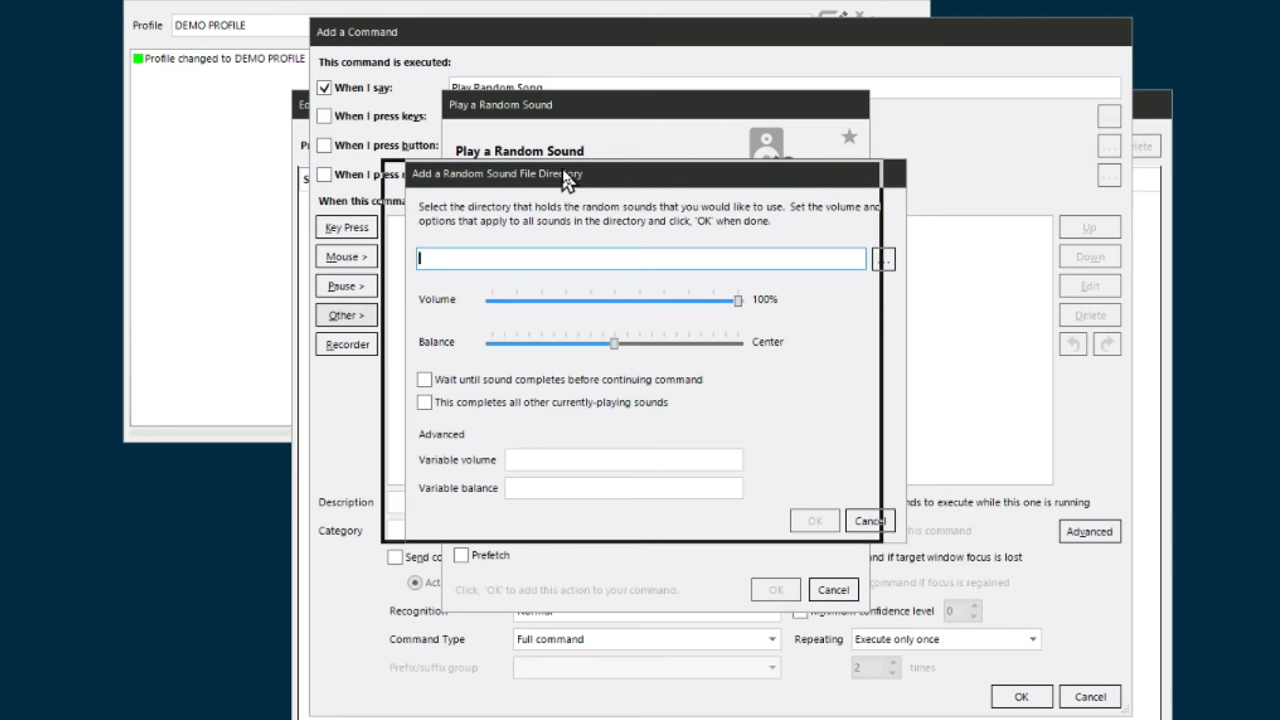 Profile DEMO PROFILE
Profile changed to DEMO PROFILE
Add a Command
This command is executed:
When I say: Play Random Song
When I press keys:
When I press button:
When I press
When this comma
Play a Random Sound
Play a Random Sound
Add a Random Sound File Directory
Select the directory that holds the random sounds that you would like to use. Set the volume and
options that apply to all sounds in the directory and click, 'OK' when done.
...
Volume 100%
Balance Center
Wait until sound completes before continuing command
This completes all other currently-playing sounds
Advanced
Variable volume
Variable balance
OK Cancel
Key Press
Mouse >
Pause >
Other >
Recorder
Up
Down
Edit
Delete
Description
Category
nds to execute while this one is running
this command
Advanced
Send co
Prefetch
nd if target window focus is lost
Act
Click, 'OK' to add this action to your command.
OK Cancel
ommand if focus is regained
Recognition Normal
Minimum confidence level 0
Command Type Full command
Repeating Execute only once
Prefix/suffix group
2 times
OK Cancel